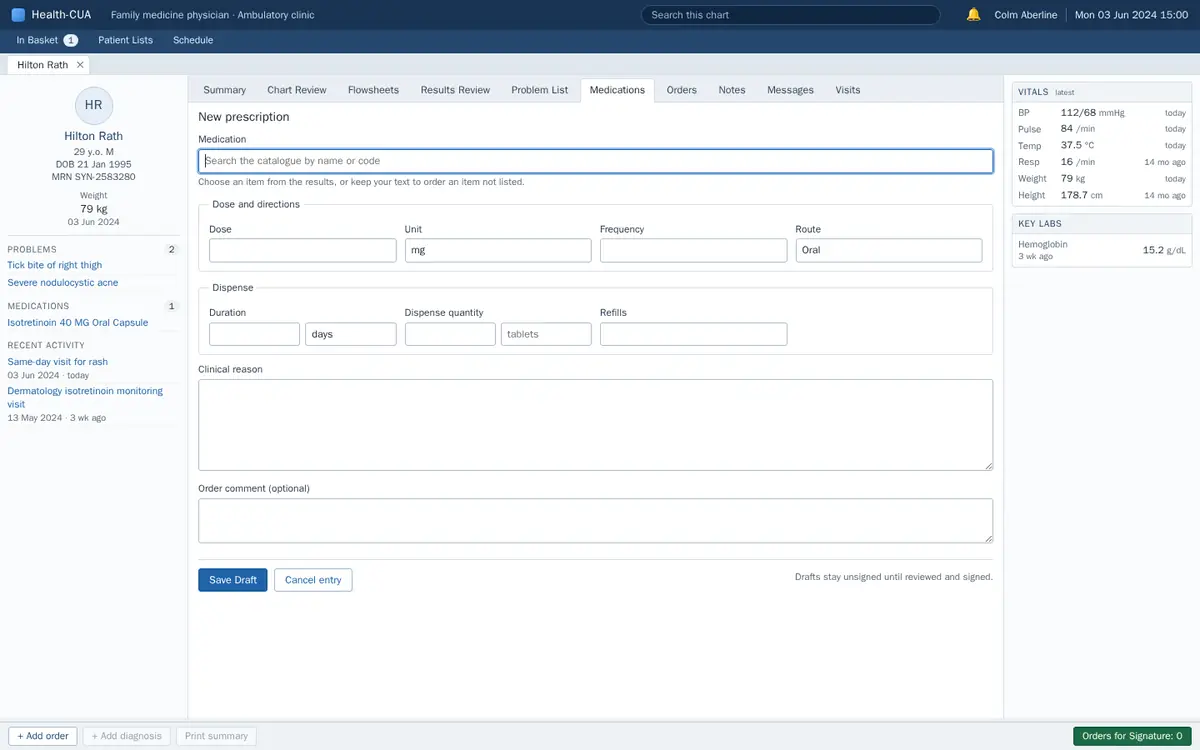 Health-CUA
Family medicine physician · Ambulatory clinic
Search this chart
Colm Aberline
Mon 03 Jun 2024 15:00
In Basket 1
Patient Lists
Schedule
Hilton Rath ✕
HR
Hilton Rath
29 y.o. M
DOB 21 Jan 1995
MRN SYN-2583280
Weight
79 kg
03 Jun 2024
PROBLEMS 2
Tick bite of right thigh
Severe nodulocystic acne
MEDICATIONS 1
Isotretinoin 40 MG Oral Capsule
RECENT ACTIVITY
Same-day visit for rash
03 Jun 2024 · today
Dermatology isotretinoin monitoring
visit
13 May 2024 · 3 wk ago
Summary
Chart Review
Flowsheets
Results Review
Problem List
Medications
Orders
Notes
Messages
Visits
New prescription
Medication
Search the catalogue by name or code
Choose an item from the results, or keep your text to order an item not listed.
Dose and directions
Dose
Unit
Frequency
Route
mg
Oral
Dispense
Duration
Dispense quantity
Refills
days
tablets
Clinical reason
Order comment (optional)
Save Draft
Cancel entry
Drafts stay unsigned until reviewed and signed.
VITALS latest
BP 112/68 mmHg today
Pulse 84 /min today
Temp 37.5 °C today
Resp 16 /min 14 mo ago
Weight 79 kg today
Height 178.7 cm 14 mo ago
KEY LABS
Hemoglobin
3 wk ago
15.2 g/dL
+ Add order
+ Add diagnosis
Print summary
Orders for Signature: 0